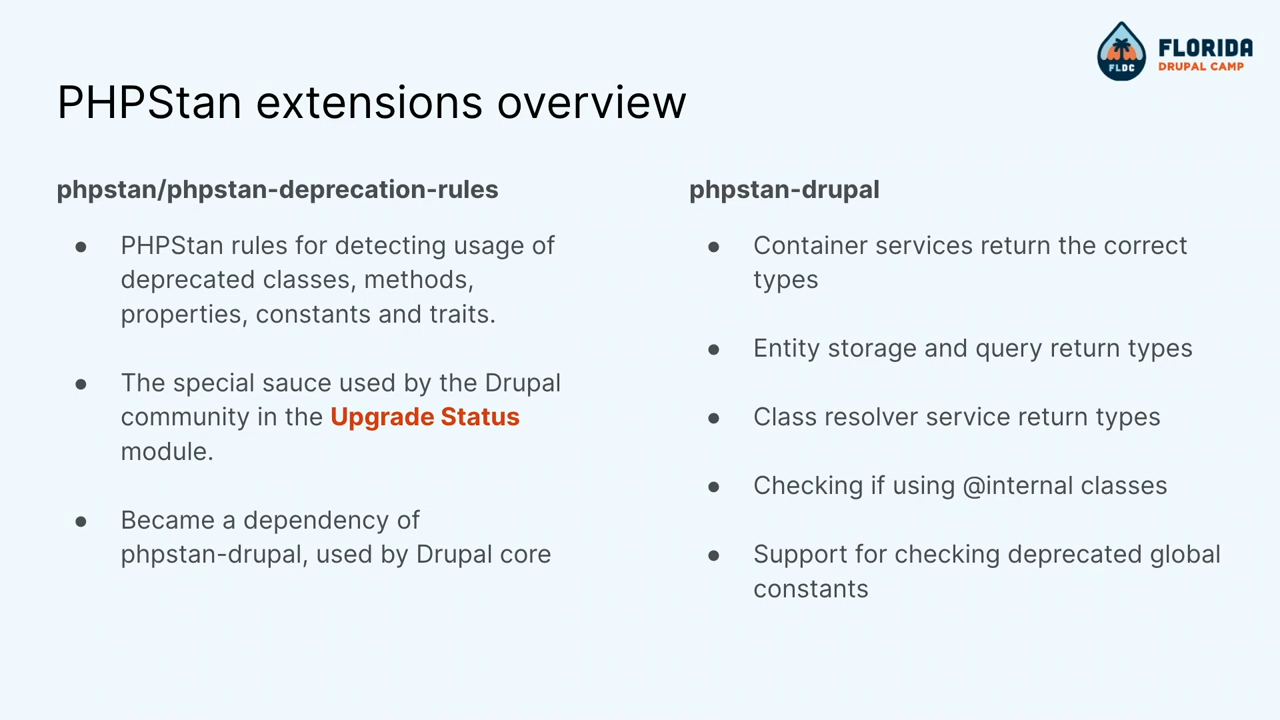 FLDC
FLORIDA
DRUPAL CAMP
PHPStan extensions overview
phpstan/phpstan-deprecation-rules
● PHPStan rules for detecting usage of
deprecated classes, methods,
properties, constants and traits.
● The special sauce used by the Drupal
community in the Upgrade Status
module.
● Became a dependency of
phpstan-drupal, used by Drupal core
phpstan-drupal
● Container services return the correct
types
● Entity storage and query return types
● Class resolver service return types
● Checking if using @internal classes
● Support for checking deprecated global
constants